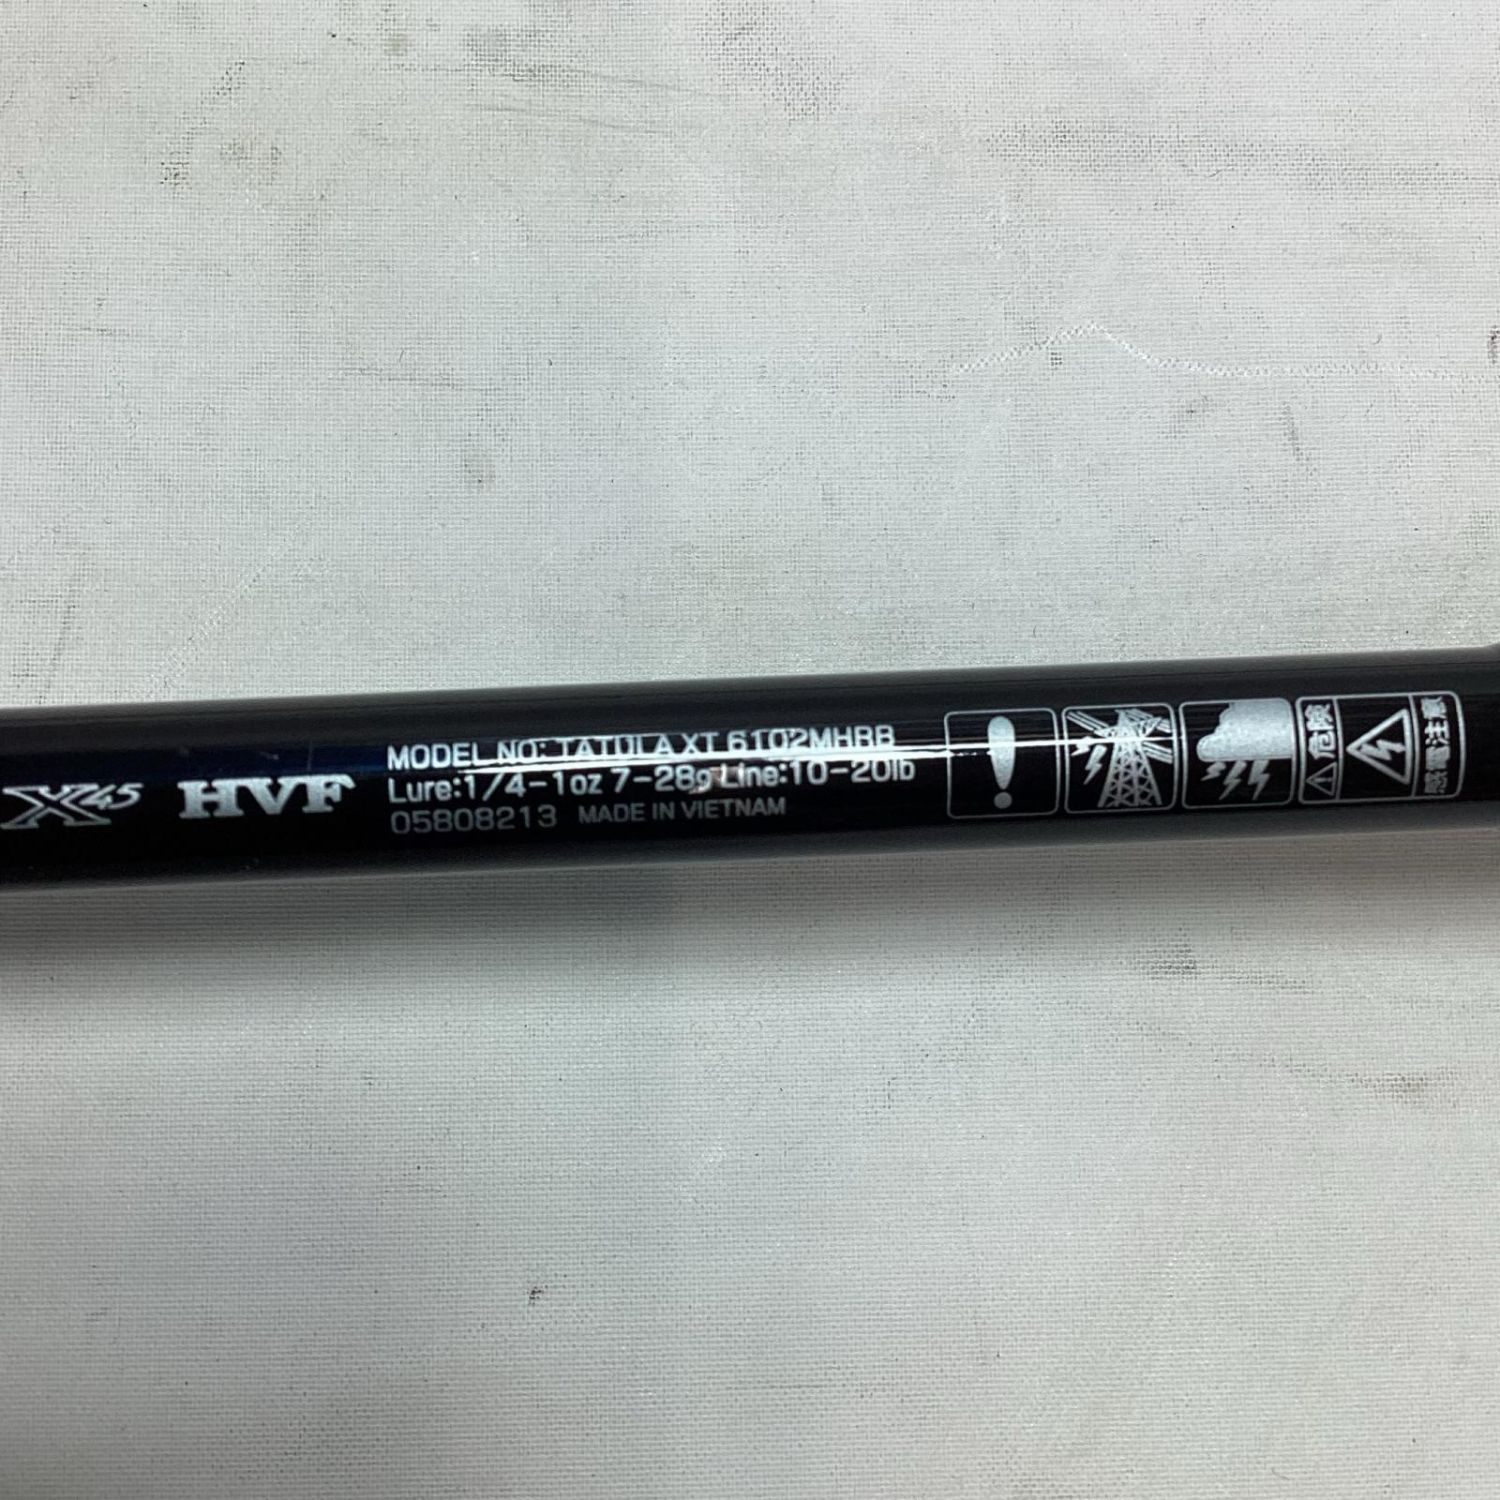 X45 HVF
MODEL NO: TATULA XT 6102MHRB
Lure:1/4-1oz 7-28g Line:10-20lb
05808213 MADE IN VIETNAM
危険
感電注意